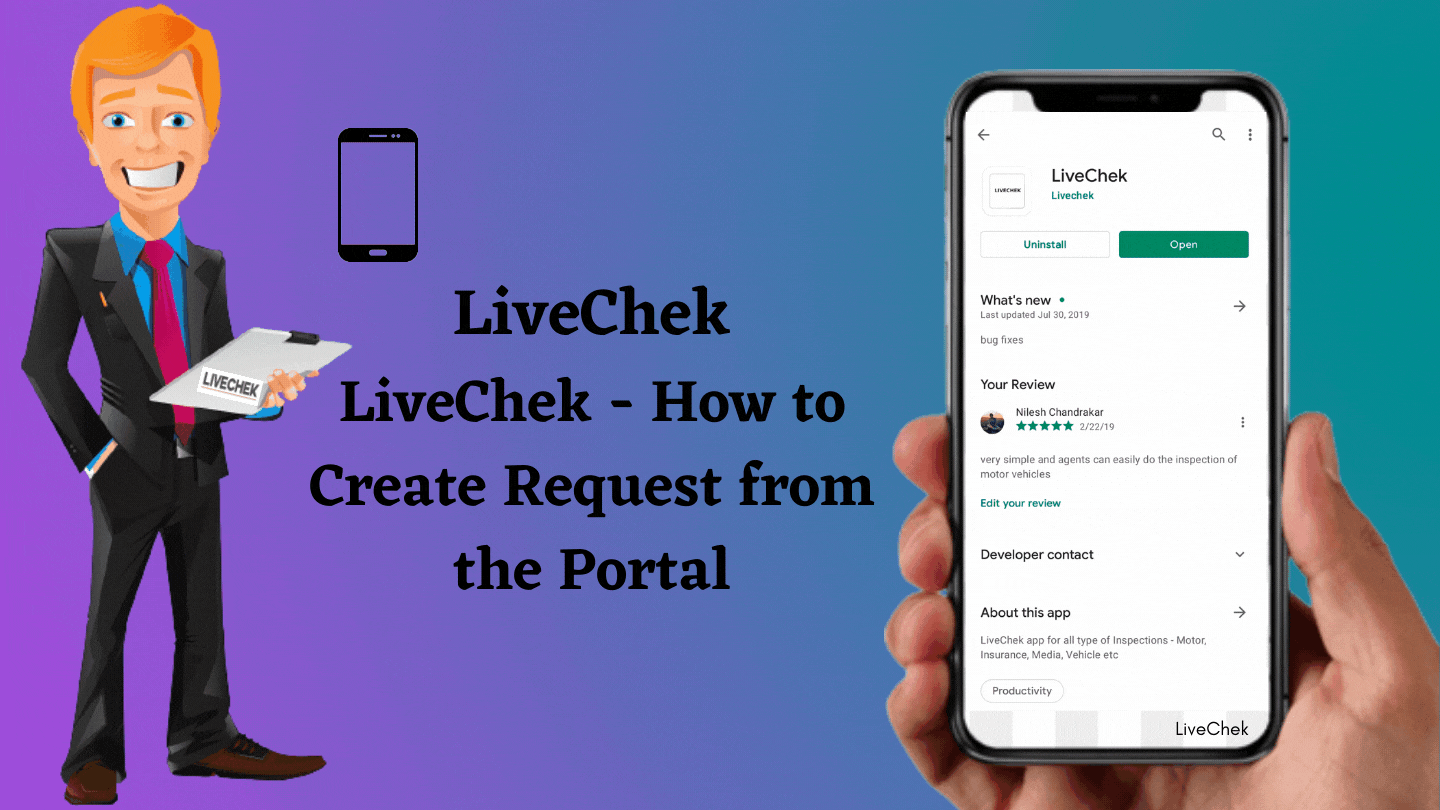 LIVECHEK
LiveChek
LiveChek - How to
Create Request from
the Portal
LIVECHEK
LiveChek
Livechek
Uninstall
Open
What's new
Last updated Jul 30, 2019
bug fixes
Your Review
Nilesh Chandrakar
2/22/19
very simple and agents can easily do the inspection of
motor vehicles
Edit your review
Developer contact
About this app
LiveChek app for all type of Inspections - Motor,
Insurance, Media, Vehicle etc
Productivity
LiveChek